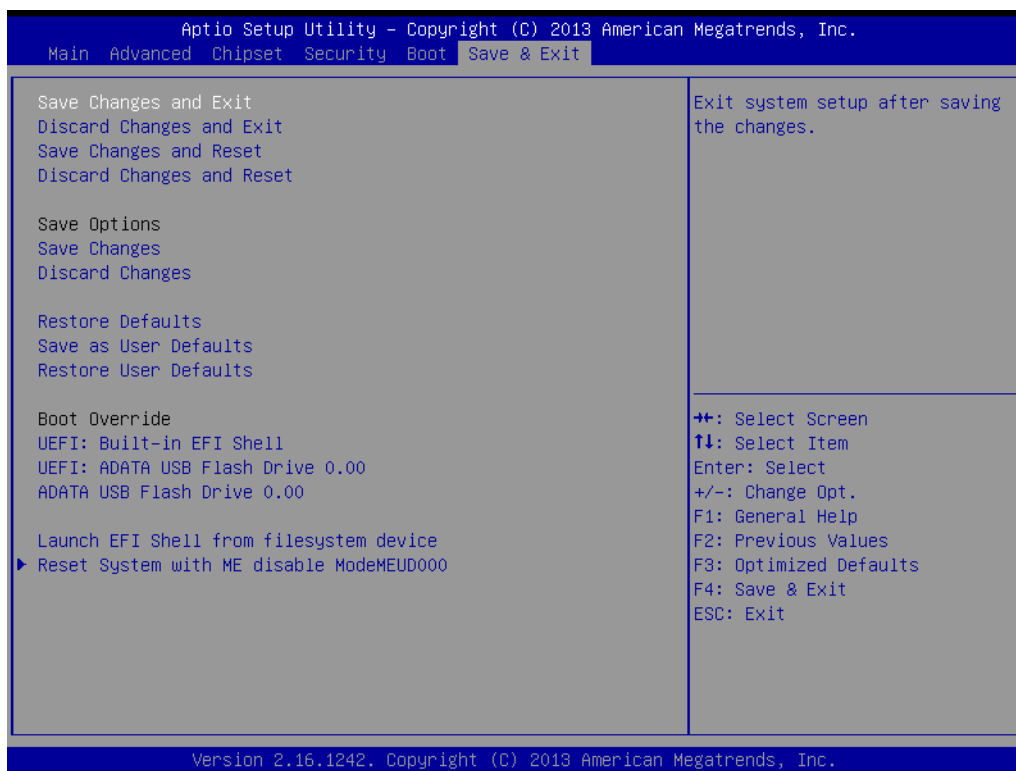 Aptio Setup Utility – Copyright (C) 2013 American Megatrends, Inc.
Main Advanced Chipset Security Boot Save & Exit
Save Changes and Exit
Discard Changes and Exit
Save Changes and Reset
Discard Changes and Reset
Save Options
Save Changes
Discard Changes
Restore Defaults
Save as User Defaults
Restore User Defaults
Boot Override
UEFI: Built-in EFI Shell
UEFI: ADATA USB Flash Drive 0.00
ADATA USB Flash Drive 0.00
Launch EFI Shell from filesystem device
Reset System with ME disable ModeMEUD000
Exit system setup after saving
the changes.
→←: Select Screen
↑↓: Select Item
Enter: Select
+/-: Change Opt.
F1: General Help
F2: Previous Values
F3: Optimized Defaults
F4: Save & Exit
ESC: Exit
Version 2.16.1242. Copyright (C) 2013 American Megatrends, Inc.